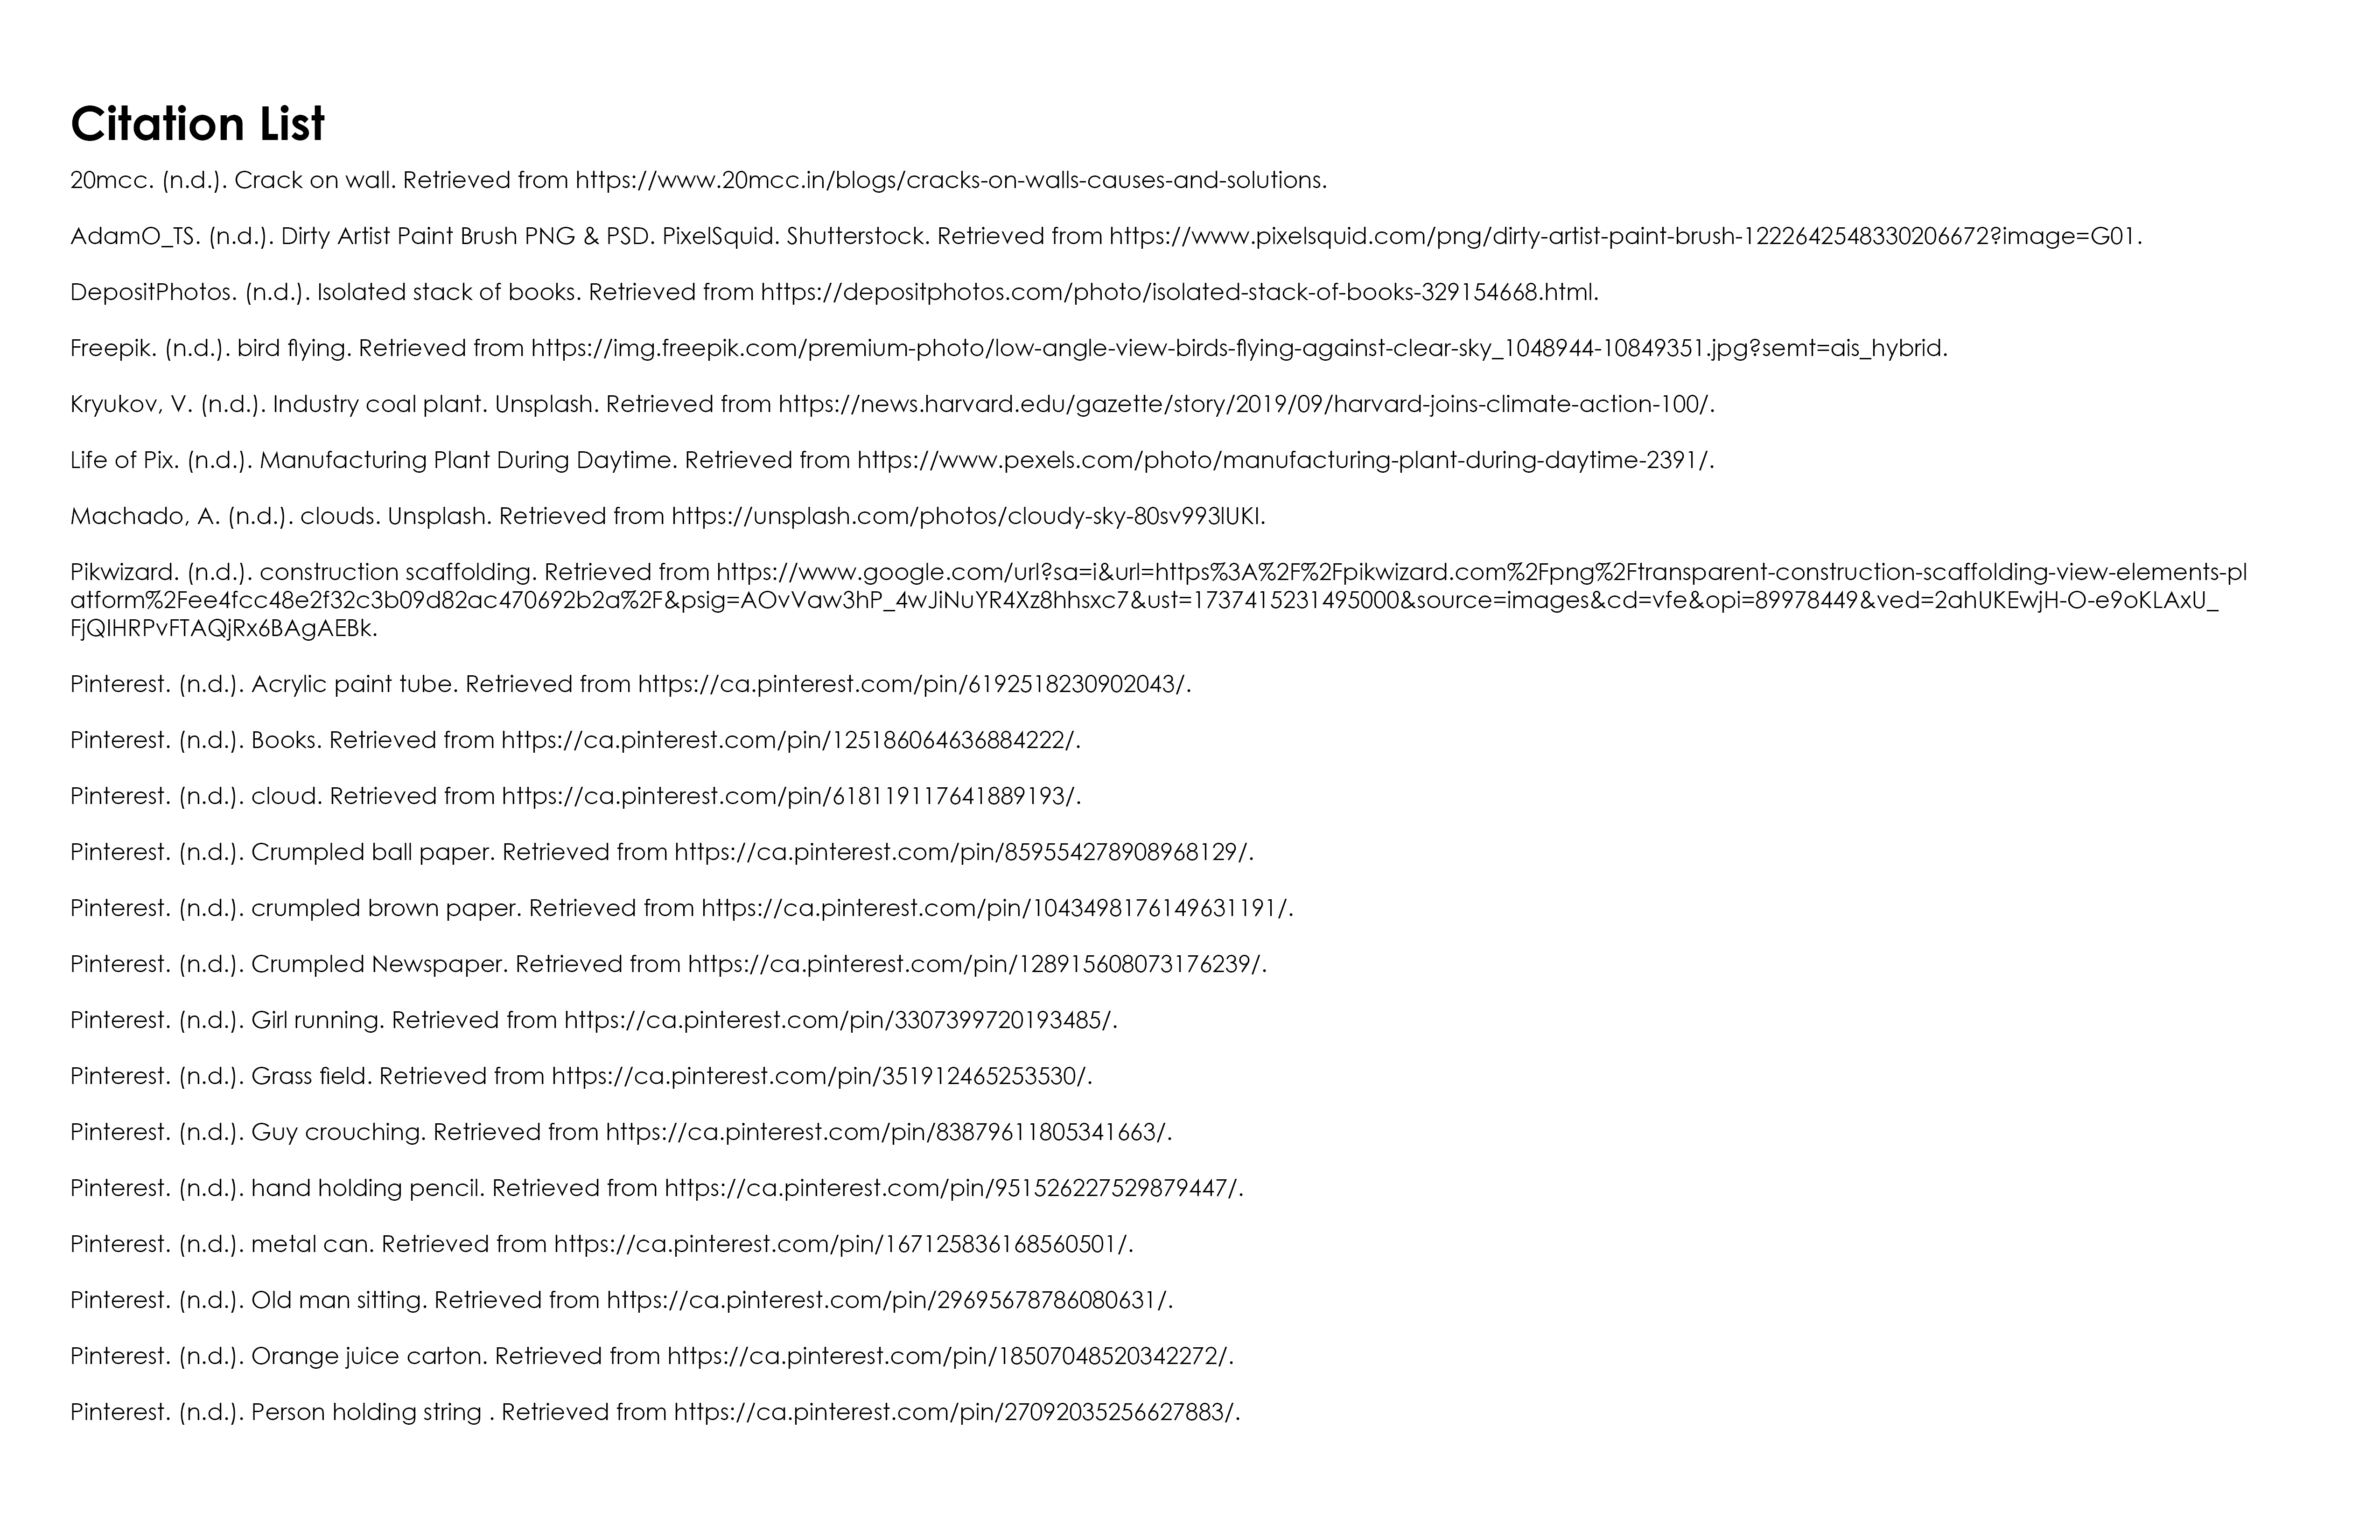 Citation List
20mcc. (n.d.). Crack on wall. Retrieved from https://www.20mcc.in/blogs/cracks-on-walls-causes-and-solutions.
AdamO_TS. (n.d.). Dirty Artist Paint Brush PNG & PSD. PixelSquid. Shutterstock. Retrieved from https://www.pixelsquid.com/png/dirty-artist-paint-brush-1222642548330206672?image=G01.
DepositPhotos. (n.d.). Isolated stack of books. Retrieved from https://depositphotos.com/photo/isolated-stack-of-books-329154668.html.
Freepik. (n.d.). bird flying. Retrieved from https://img.freepik.com/premium-photo/low-angle-view-birds-flying-against-clear-sky_1048944-10849351.jpg?semt=ais_hybrid.
Kryukov, V. (n.d.). Industry coal plant. Unsplash. Retrieved from https://news.harvard.edu/gazette/story/2019/09/harvard-joins-climate-action-100/.
Life of Pix. (n.d.). Manufacturing Plant During Daytime. Retrieved from https://www.pexels.com/photo/manufacturing-plant-during-daytime-2391/.
Machado, A. (n.d.). clouds. Unsplash. Retrieved from https://unsplash.com/photos/cloudy-sky-80sv993lUKI.
Pikwizard. (n.d.). construction scaffolding. Retrieved from https://www.google.com/url?sa=i&url=https%3A%2F%2Fpikwizard.com%2Fpng%2Ftransparent-construction-scaffolding-view-elements-pl
atform%2Fee4fcc48e2f32c3b09d82ac470692b2a%2F&psig=AOvVaw3hP_4wJiNuYR4Xz8hhsxc7&ust=1737415231495000&source=images&cd=vfe&opi=89978449&ved=2ahUKEwjH-O-e9oKLAxU_
FjQIHRPvFTAQjRx6BAgAEBk.
Pinterest. (n.d.). Acrylic paint tube. Retrieved from https://ca.pinterest.com/pin/6192518230902043/.
Pinterest. (n.d.). Books. Retrieved from https://ca.pinterest.com/pin/125186064636884222/.
Pinterest. (n.d.). cloud. Retrieved from https://ca.pinterest.com/pin/618119117641889193/.
Pinterest. (n.d.). Crumpled ball paper. Retrieved from https://ca.pinterest.com/pin/859554278908968129/.
Pinterest. (n.d.). crumpled brown paper. Retrieved from https://ca.pinterest.com/pin/1043498176149631191/.
Pinterest. (n.d.). Crumpled Newspaper. Retrieved from https://ca.pinterest.com/pin/128915608073176239/.
Pinterest. (n.d.). Girl running. Retrieved from https://ca.pinterest.com/pin/3307399720193485/.
Pinterest. (n.d.). Grass field. Retrieved from https://ca.pinterest.com/pin/351912465253530/.
Pinterest. (n.d.). Guy crouching. Retrieved from https://ca.pinterest.com/pin/83879611805341663/.
Pinterest. (n.d.). hand holding pencil. Retrieved from https://ca.pinterest.com/pin/951526227529879447/.
Pinterest. (n.d.). metal can. Retrieved from https://ca.pinterest.com/pin/167125836168560501/.
Pinterest. (n.d.). Old man sitting. Retrieved from https://ca.pinterest.com/pin/29695678786080631/.
Pinterest. (n.d.). Orange juice carton. Retrieved from https://ca.pinterest.com/pin/18507048520342272/.
Pinterest. (n.d.). Person holding string . Retrieved from https://ca.pinterest.com/pin/27092035256627883/.